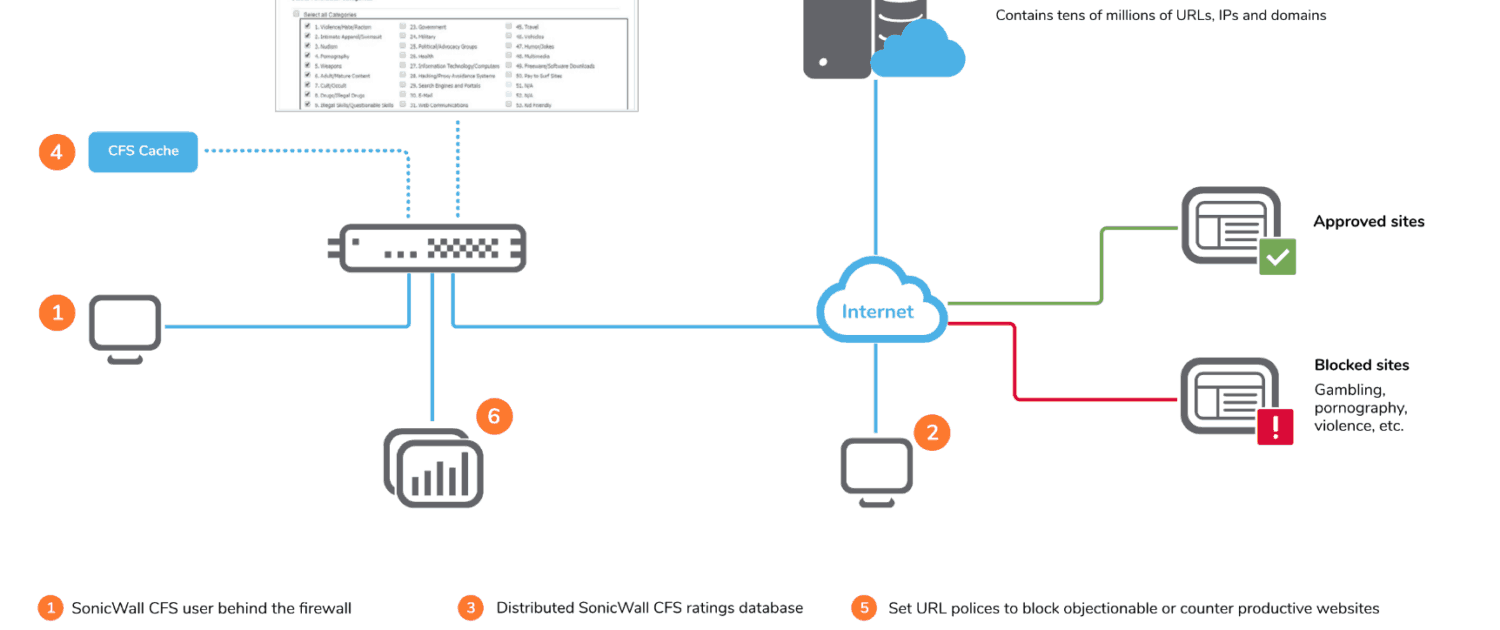 Select all Categories
1. Violence/Hate/Racism
2. Intimate Apparel/Swimsuit
3. Nudism
4. Pornography
5. Weapons
6. Adult/Mature Content
7. Cult/Occult
8. Drugs/Illegal Drugs
9. Illegal Skills/Questionable Skills
23. Government
24. Military
25. Political/Advocacy Groups
26. Health
27. Information Technology/Computers
28. Hacking/Proxy Avoidance Systems
29. Search Engines and Portals
30. E-Mail
31. Web Communications
45. Travel
46. Vehicles
47. Humor/Jokes
48. Multimedia
49. Freeware/Software Downloads
50. Pay to Surf Sites
51. N/A
52. N/A
53. Kid Friendly
Contains tens of millions of URLs, IPs and domains
4
CFS Cache
Approved sites
1
Internet
Blocked sites
Gambling,
pornography,
violence, etc.
6
2
1 SonicWall CFS user behind the firewall
3 Distributed SonicWall CFS ratings database
5 Set URL polices to block objectionable or counter productive websites